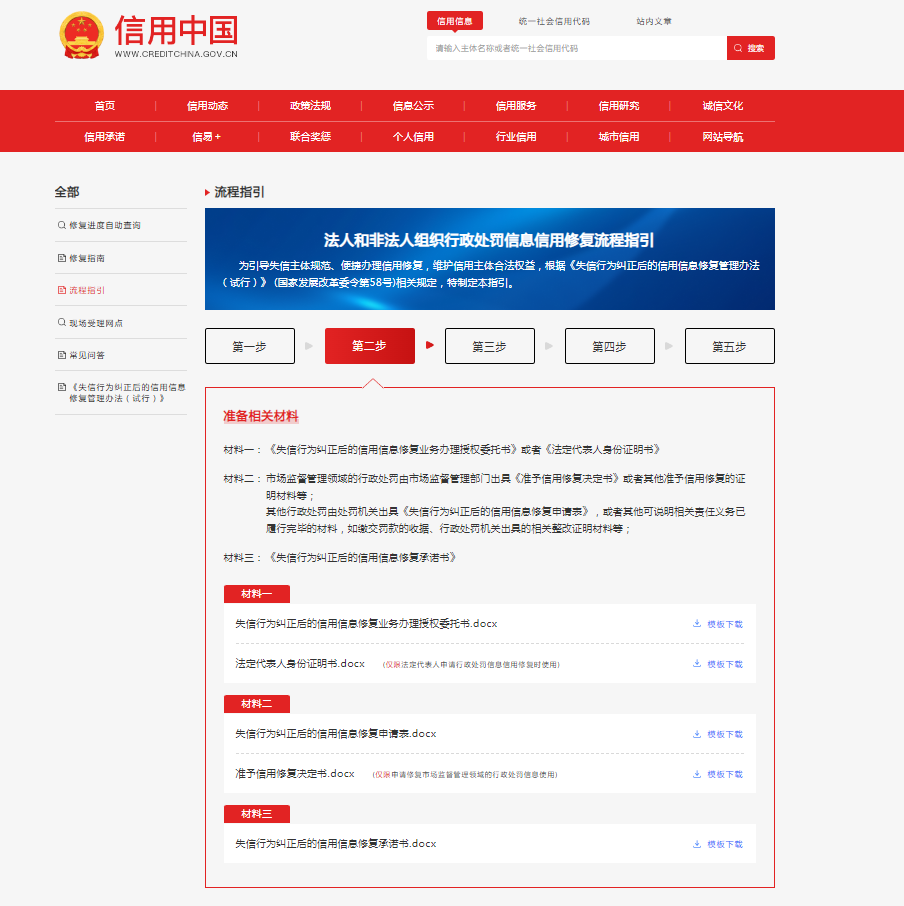 信用中国
WWW.CREDITCHINA.GOV.CN
信用信息
统一社会信用代码
站内文章
请输入主体名称或者统一社会信用代码
搜索
首页
信用动态
政策法规
信息公示
信用服务
信用研究
诚信文化
信用承诺
信易+
联合奖惩
个人信用
行业信用
城市信用
网站导航
全部
修复进度自助查询
修复指南
流程指引
现场受理网点
常见问答
《失信行为纠正后的信用信息
修复管理办法（试行）》
流程指引
法人和非法人组织行政处罚信息信用修复流程指引
为引导失信主体规范、便捷办理信用修复，维护信用主体合法权益，根据《失信行为纠正后的信用信息修复管理办法
（试行）》(国家发展改革委令第58号)相关规定，特制定本指引。
第一步
第二步
第三步
第四步
第五步
准备相关材料
材料一：《失信行为纠正后的信用信息修复业务办理授权委托书》或者《法定代表人身份证明书》
材料二：市场监督管理领域的行政处罚由市场监督管理部门出具《准予信用修复决定书》或者其他准予信用修复的证
明材料等；
其他行政处罚由处罚机关出具《失信行为纠正后的信用信息修复申请表》，或者其他可说明相关责任义务已
履行完毕的材料，如缴交罚款的收据、行政处罚机关出具的相关整改证明材料等；
材料三：《失信行为纠正后的信用信息修复承诺书》
材料一
失信行为纠正后的信用信息修复业务办理授权委托书.docx
模板下载
法定代表人身份证明书.docx
(仅限法定代表人申请行政处罚信息信用修复时使用)
模板下载
材料二
失信行为纠正后的信用信息修复申请表.docx
模板下载
准予信用修复决定书.docx
(仅限申请修复市场监督管理领域的行政处罚信息使用)
模板下载
材料三
失信行为纠正后的信用信息修复承诺书.docx
模板下载